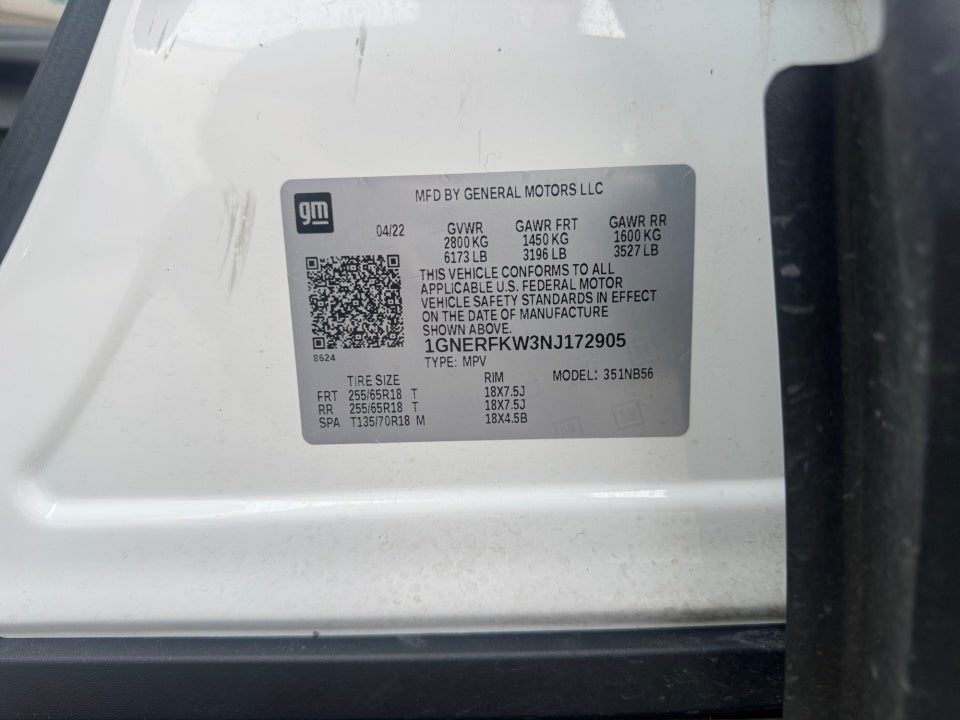 gm
MFD BY GENERAL MOTORS LLC
04/22 GVWR GAWR FRT GAWR RR
2800 KG 1450 KG 1600 KG
6173 LB 3196 LB 3527 LB
THIS VEHICLE CONFORMS TO ALL
APPLICABLE U.S. FEDERAL MOTOR
VEHICLE SAFETY STANDARDS IN EFFECT
ON THE DATE OF MANUFACTURE
SHOWN ABOVE.
8624
1GNERFKW3NJ172905
TYPE: MPV
TIRE SIZE RIM MODEL: 351NB56
FRT 255/65R18 T 18X7.5J
RR 255/65R18 T 18X7.5J
SPA T135/70R18 M 18X4.5B
GM
GM